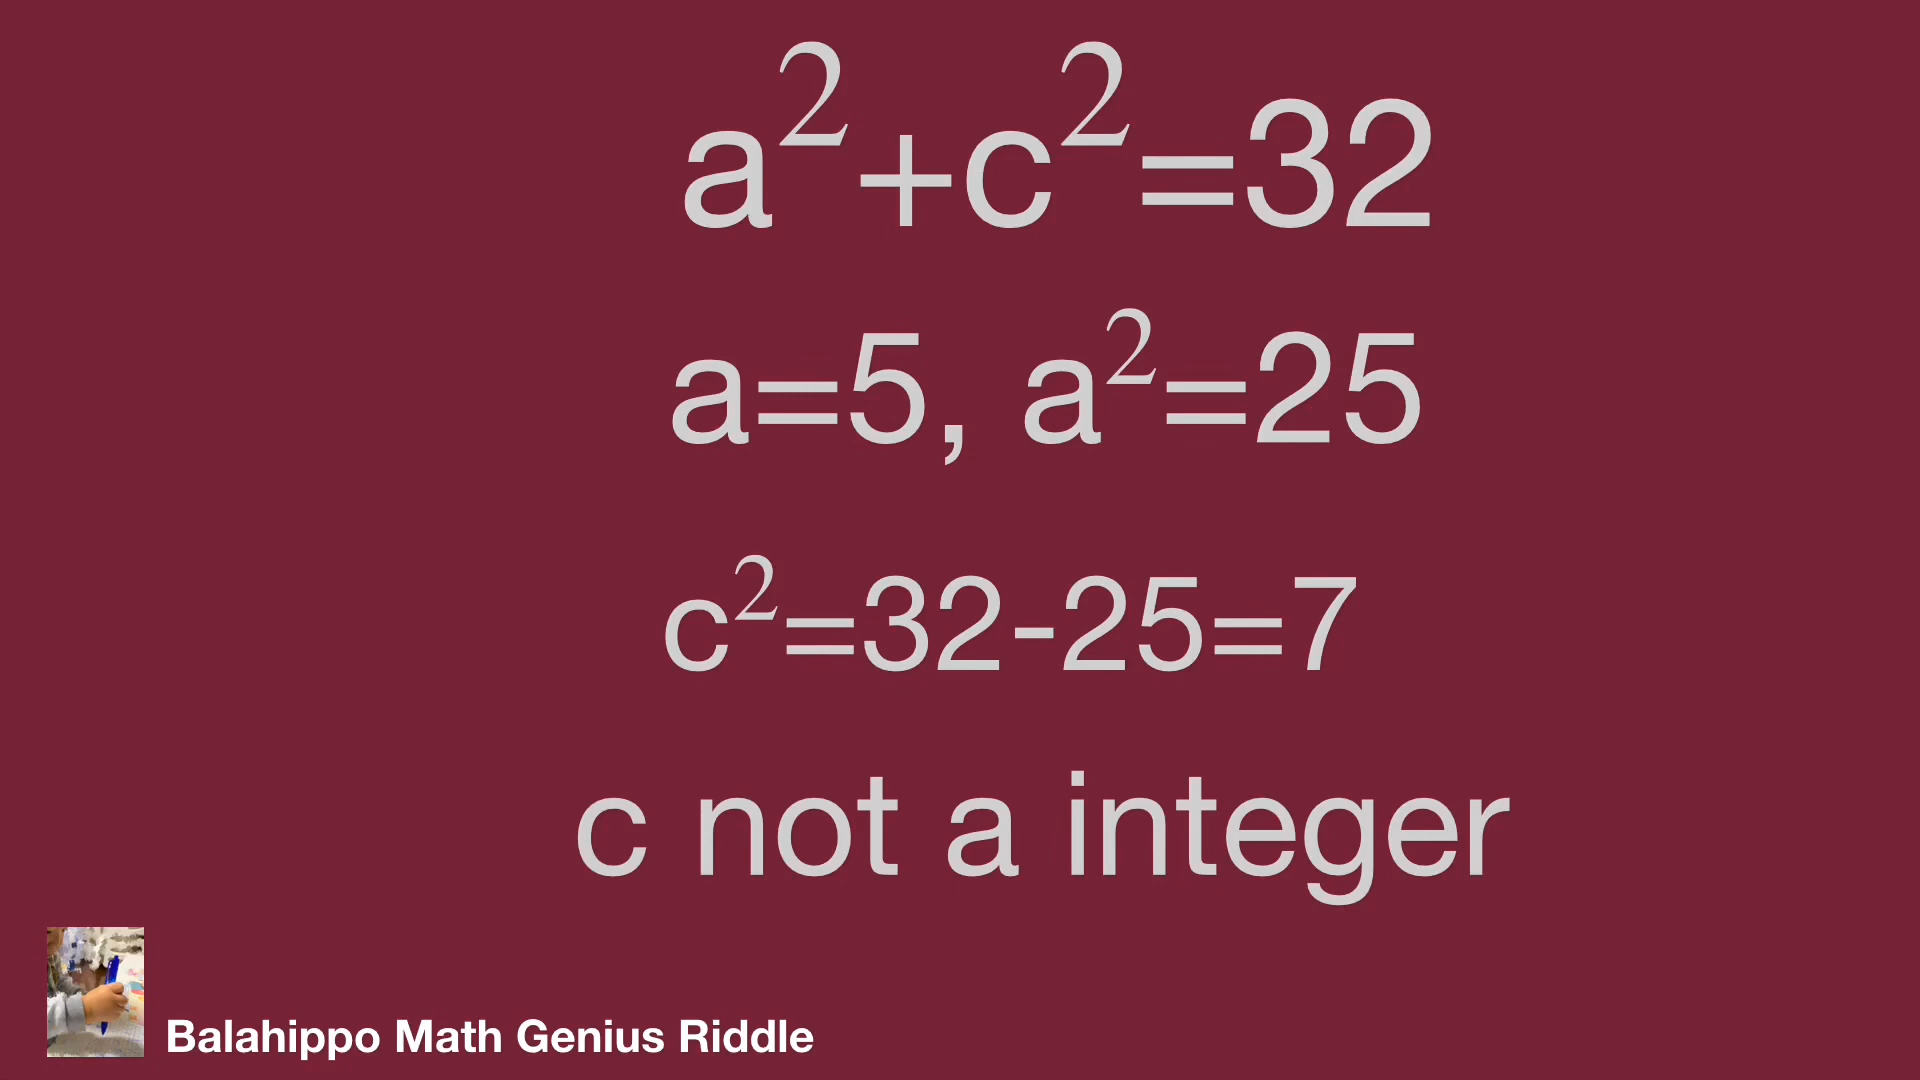 a²+c²=32
a=5, a²=25
c²=32-25=7
c not a integer
Balahippo Math Genius Riddle